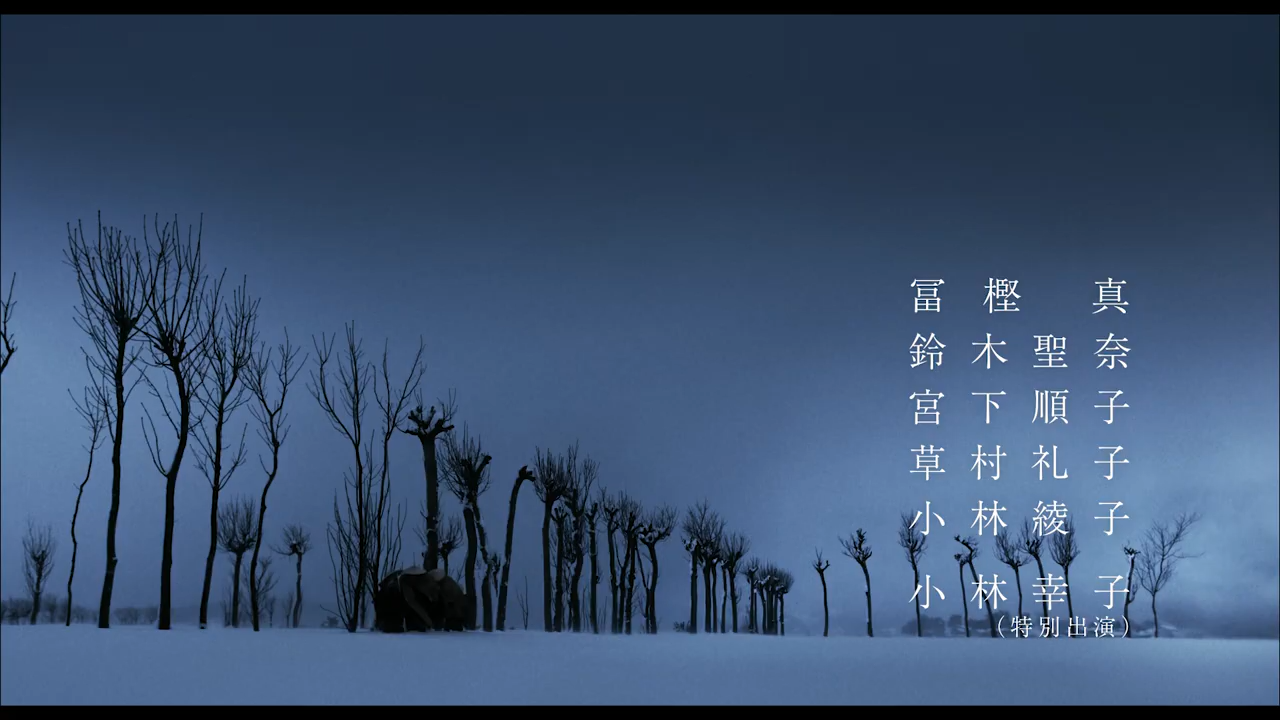 冨樫 真
鈴木聖奈
宮下順子
草村礼子
小林綾子
小林幸子
（特別出演）